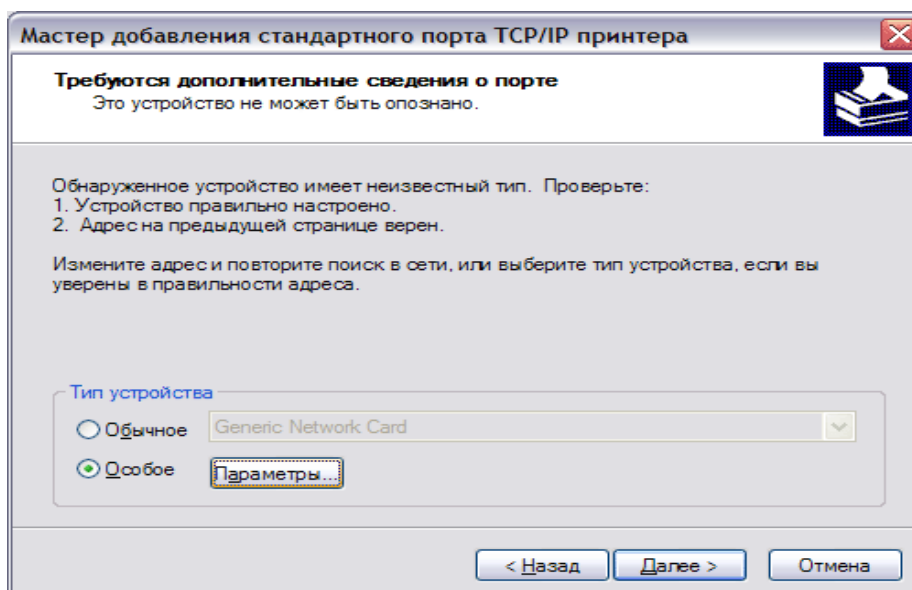 Мастер добавления стандартного порта TCP/IP принтера
Требуются дополнительные сведения о порте
Это устройство не может быть опознано.
Обнаруженное устройство имеет неизвестный тип. Проверьте:
1. Устройство правильно настроено.
2. Адрес на предыдущей странице верен.
Измените адрес и повторите поиск в сети, или выберите тип устройства, если вы
уверены в правильности адреса.
Тип устройства
Обычное
Generic Network Card
Особое
Параметры...
< Назад
Далее >
Отмена